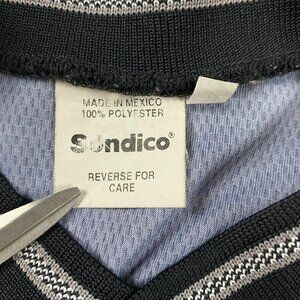 MADE IN MEXICO
100% POLYESTER
Sondico®
REVERSE FOR
CARE